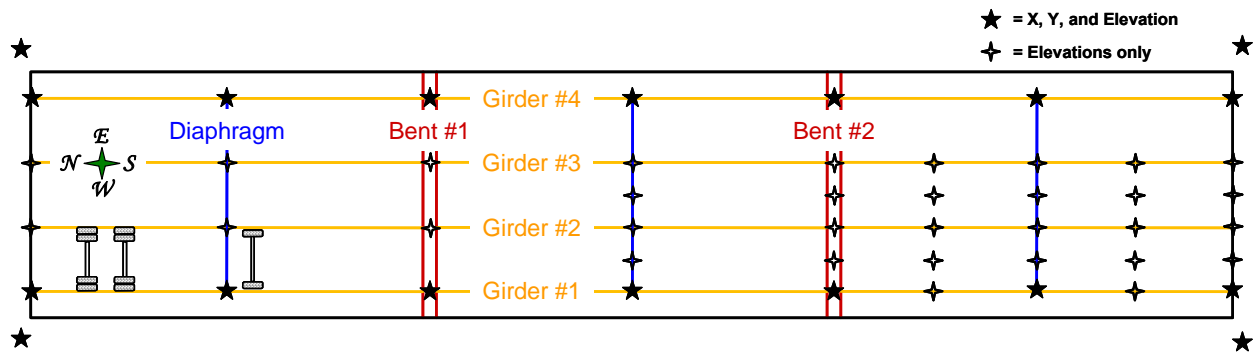 = X, Y, and Elevation
= Elevations only
Girder #4
Diaphragm
Bent #1
Bent #2
E
N
S
W
Girder #3
Girder #2
Girder #1